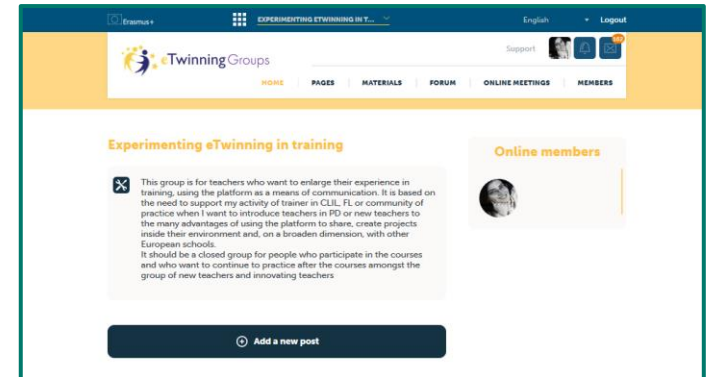 Erasmus+
EXPERIMENTING ETWINNING IN T...
English
Logout
eTwinning Groups
Support
HOME
PAGES
MATERIALS
FORUM
ONLINE MEETINGS
MEMBERS
Experimenting eTwinning in training
This group is for teachers who want to enlarge their experience in
training, using the platform as a means of communication. It is based on
the need to support my activity of trainer in CLIL, FL or community of
practice when I want to introduce teachers in PD or new teachers to
the many advantages of using the platform to share, create projects
inside their environment and, on a broaden dimension, with other
European schools.
It should be a closed group for people who participate in the courses
and who want to continue to practice after the courses amongst the
group of new teachers and innovating teachers
Online members
Add a new post